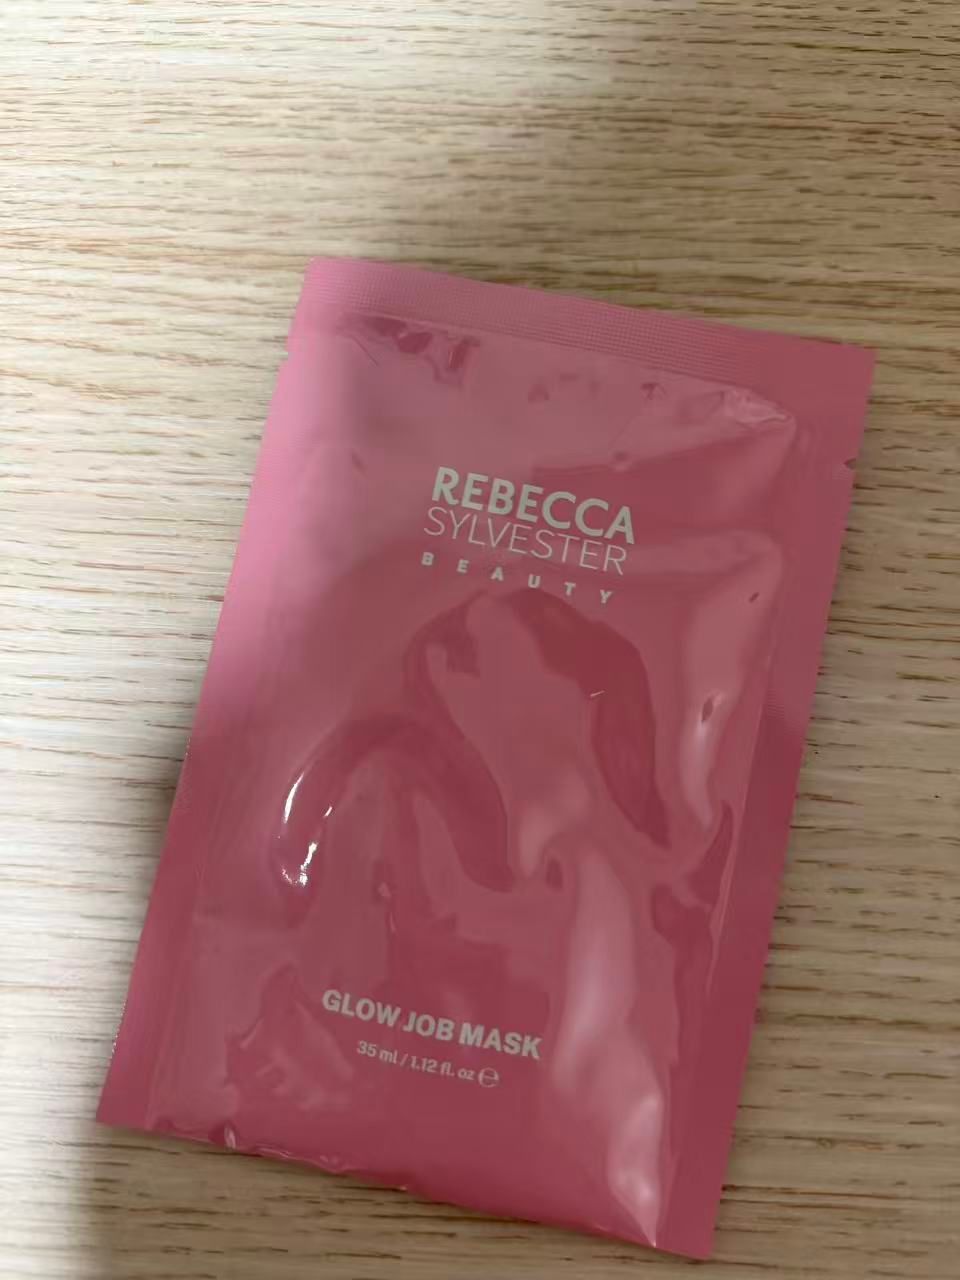 REBECCA
SYLVESTER
BEAUTY
GLOW JOB MASK
35 ml / 1.12 fl. oz ℮